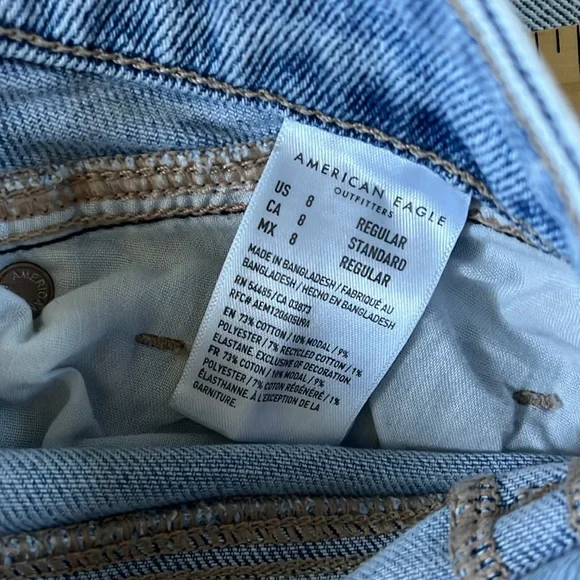 AMERICAN EAGLE
OUTFITTERS
US 8 REGULAR
CA 8 STANDARD
MX 8 REGULAR
MADE IN BANGLADESH / FABRIQUÉ AU
BANGLADESH / HECHO EN BANGLADESH
RN 54485 / CA 03873
RFC# AEM120606URA
EN 73% COTTON / 10% MODAL / 9%
POLYESTER / 7% RECYCLED COTTON / 1%
ELASTANE. EXCLUSIVE OF DECORATION
FR 73% COTON / 10% MODAL / 9%
POLYESTER / 7% COTON RÉGÉNÉRÉ / 1%
ÉLASTHANNE. À L'EXCEPTION DE LA
GARNITURE.
AMERICAN